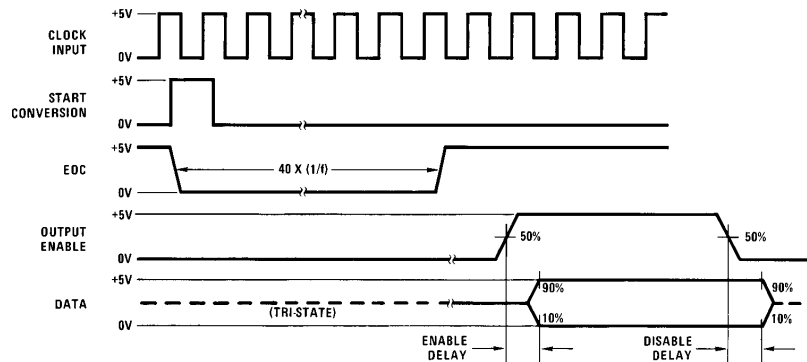 +5V
CLOCK
INPUT
0V
+5V
START
CONVERSION
0V
+5V
EOC
40 X (1/f)
0V
+5V
OUTPUT
ENABLE
50%
50%
0V
+5V
90%
90%
DATA
(TRI-STATE)
10%
10%
0V
ENABLE
DELAY
DISABLE
DELAY